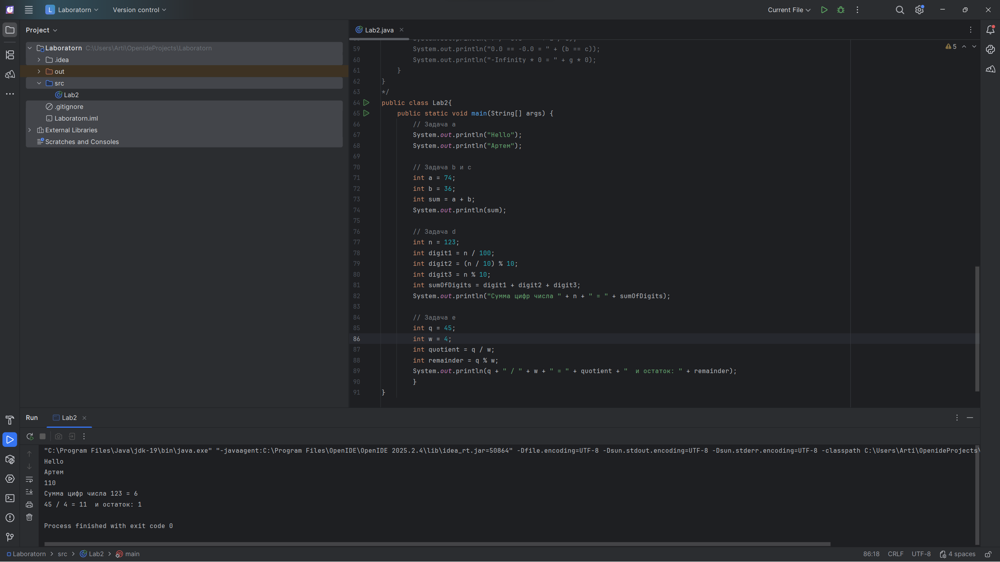 L Laboratorn Version control Current File
Project
Laboratorn C:\Users\Arti\OpenideProjects\Laboratorn
.idea
out
src
Lab2
.gitignore
Laboratorn.iml
External Libraries
Scratches and Consoles
Lab2.java
5
59 System.out.println("0.0 == -0.0 = " + (b == c));
60 System.out.println("-Infinity * 0 = " + g * 0);
61 }
62 }
63 */
64 public class Lab2{
65 public static void main(String[] args) {
66 // Задача a
67 System.out.println("Hello");
68 System.out.println("Артем");
69
70 // Задача b и c
71 int a = 74;
72 int b = 36;
73 int sum = a + b;
74 System.out.println(sum);
75
76 // Задача d
77 int n = 123;
78 int digit1 = n / 100;
79 int digit2 = (n / 10) % 10;
80 int digit3 = n % 10;
81 int sumOfDigits = digit1 + digit2 + digit3;
82 System.out.println("Сумма цифр числа " + n + " = " + sumOfDigits);
83
84 // Задача e
85 int q = 45;
86 int w = 4;
87 int quotient = q / w;
88 int remainder = q % w;
89 System.out.println(q + " / " + w + " = " + quotient + "  и остаток: " + remainder);
90 }
91 }
Run Lab2
"C:\Program Files\Java\jdk-19\bin\java.exe" "-javaagent:C:\Program Files\OpenIDE\OpenIDE 2025.2.4\lib\idea_rt.jar=50864" -Dfile.encoding=UTF-8 -Dsun.stdout.encoding=UTF-8 -Dsun.stderr.encoding=UTF-8 -classpath C:\Users\Arti\OpenideProjects\
Hello
Артем
110
Сумма цифр числа 123 = 6
45 / 4 = 11  и остаток: 1
Process finished with exit code 0
Laboratorn src Lab2 main 86:18 CRLF UTF-8 4 spaces